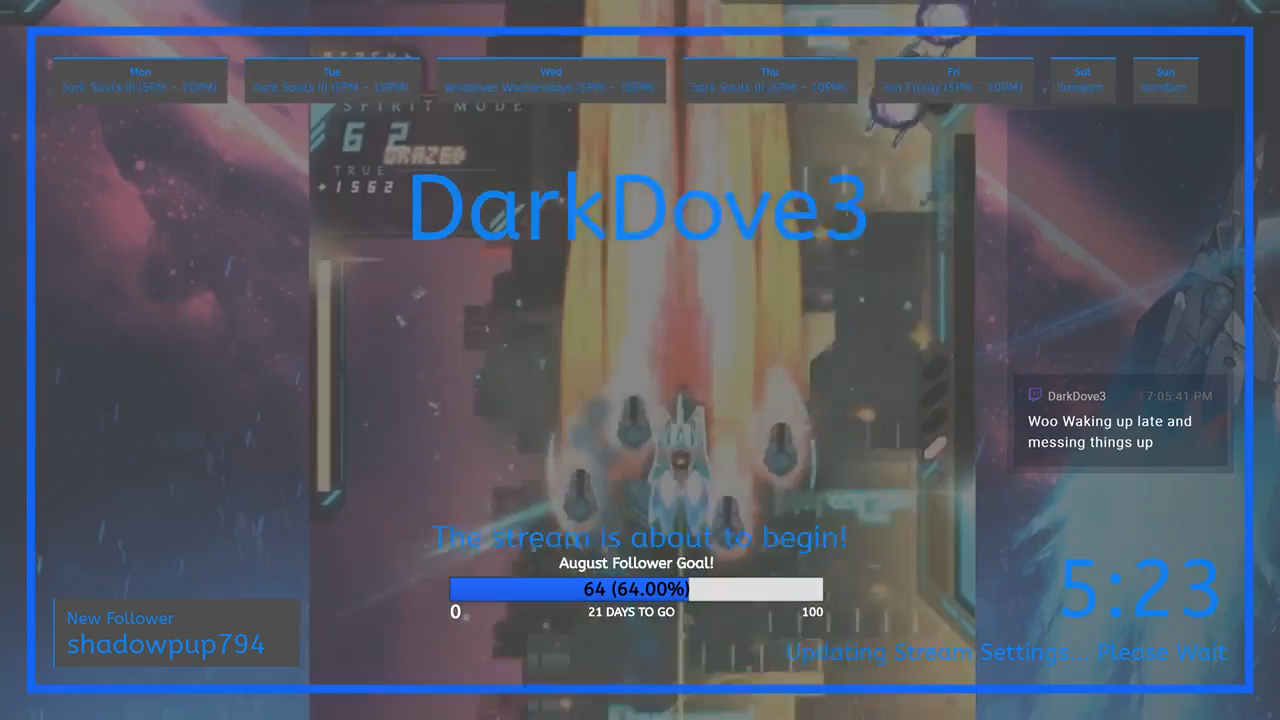 Mon
Dark Souls III (5PM - 10PM)
Tue
Dark Souls III (5PM - 10PM)
Wed
Whatever Wednesdays (5PM - 10PM)
Thu
Dark Souls III (5PM - 10PM)
Fri
(5PM - 10PM)
Sat
Random
Sun
Random
SPIRIT MODE
62
GRAZED
TRUE
+1562
DarkDove3
DarkDove3 7:05:41 PM
Woo Waking up late and
messing things up
The stream is about to begin!
August Follower Goal!
64 (64.00%)
0 21 DAYS TO GO 100
5:23
New Follower
shadowpup794
Updating Stream Settings... Please Wait